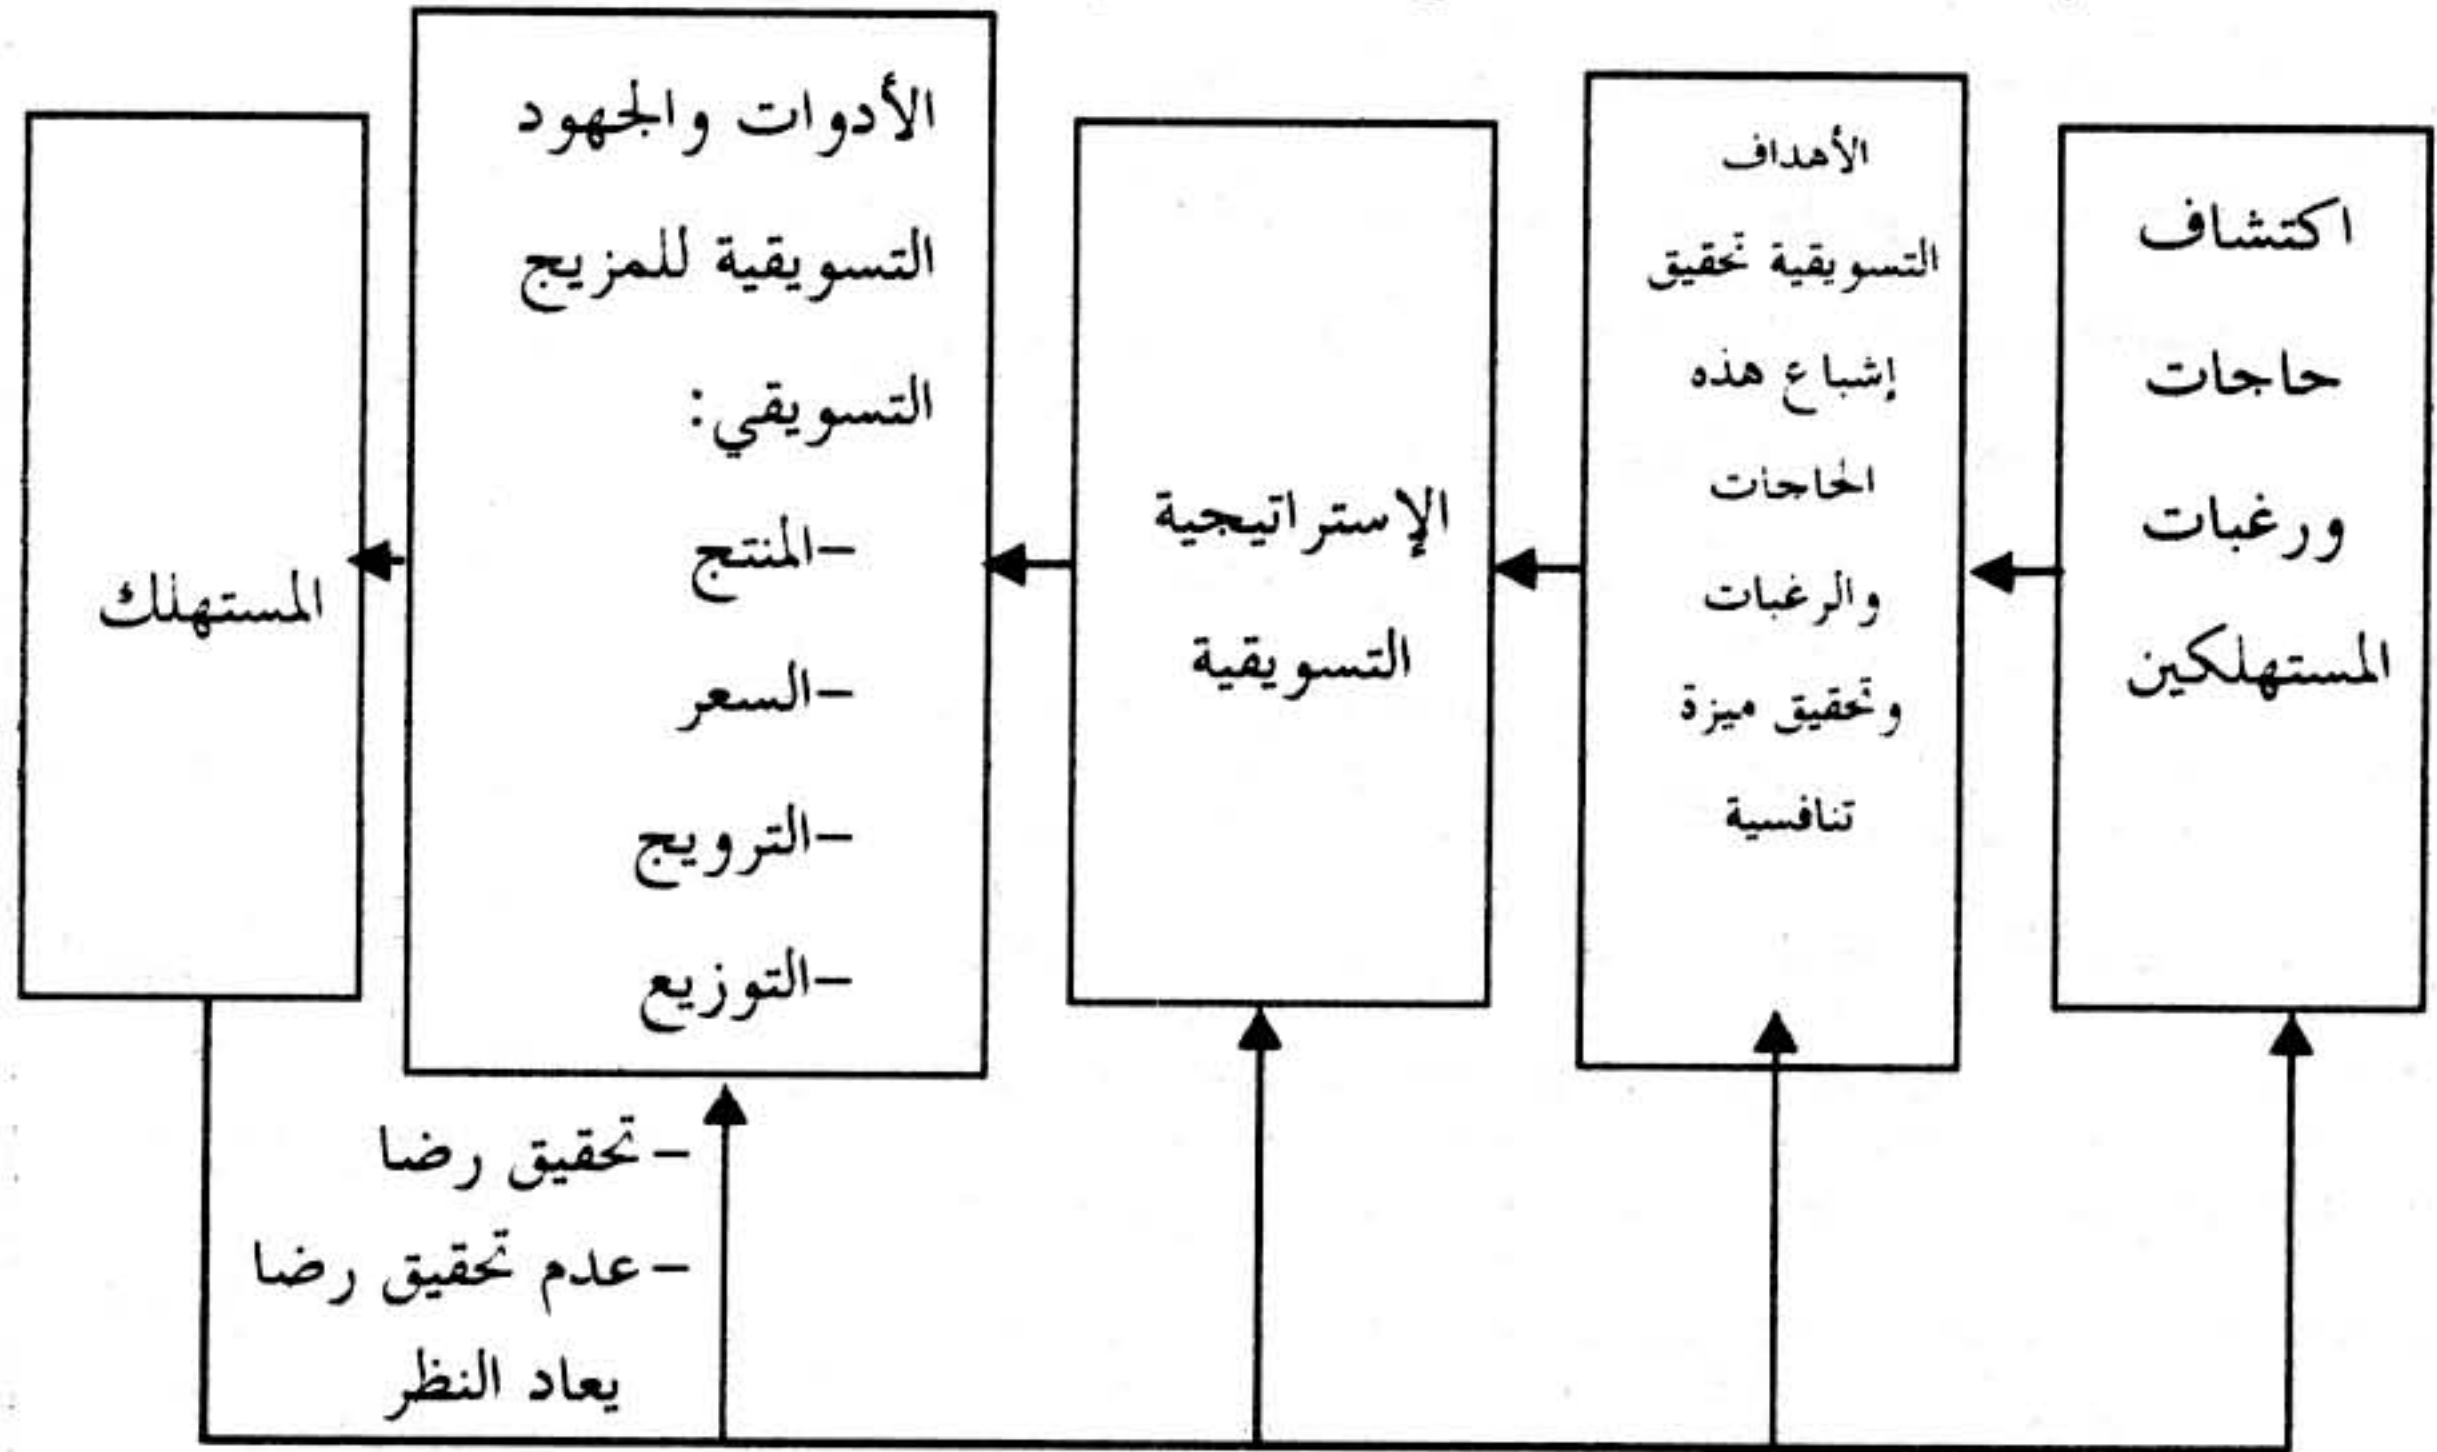 اكتشاف
حاجات
ورغبات
المستهلكين
الأهداف
التسويقية تحقيق
إشباع هذه
الحاجات
والرغبات
وتحقيق ميزة
تنافسية
الإستراتيجية
التسويقية
الأدوات والجهود
التسويقية للمزيج
التسويقي:
–المنتج
–السعر
–الترويج
–التوزيع
المستهلك
– تحقيق رضا
– عدم تحقيق رضا
يعاد النظر